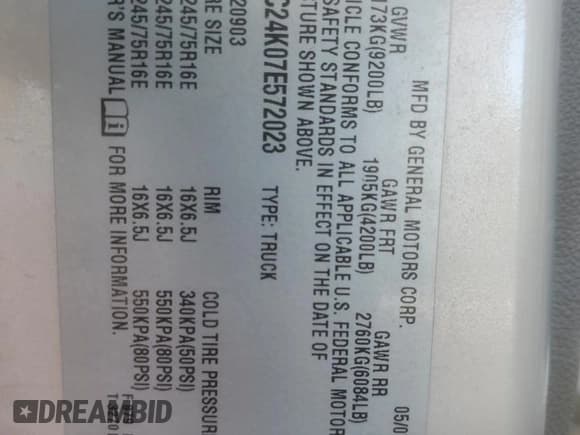 MFD BY GENERAL MOTORS CORP. 05/0
GVWR GAWR FRT GAWR RR
173KG(9200LB) 1905KG(4200LB) 2760KG(6084LB)
ICLE CONFORMS TO ALL APPLICABLE U.S. FEDERAL MOTOR
SAFETY STANDARDS IN EFFECT ON THE DATE OF
TURE SHOWN ABOVE.
C24K07E572023 TYPE: TRUCK
20903
RE SIZE RIM COLD TIRE PRESSUR
245/75R16E 16X6.5J 340KPA(50PSI)
245/75R16E 16X6.5J 550KPA(80PSI)
245/75R16E 16X6.5J 550KPA(80PSI)
R'S MANUAL FOR MORE INFORMATION.
DREAMBID